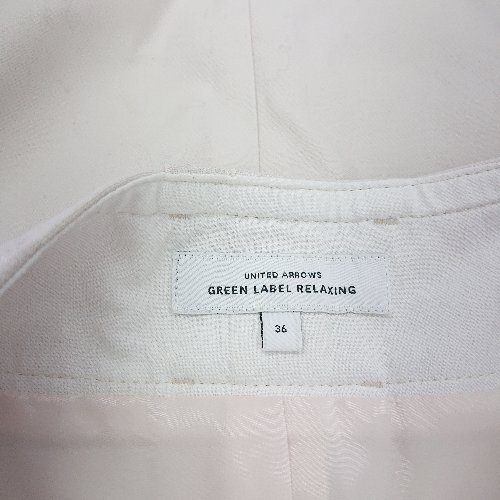 UNITED ARROWS
GREEN LABEL RELAXING
36